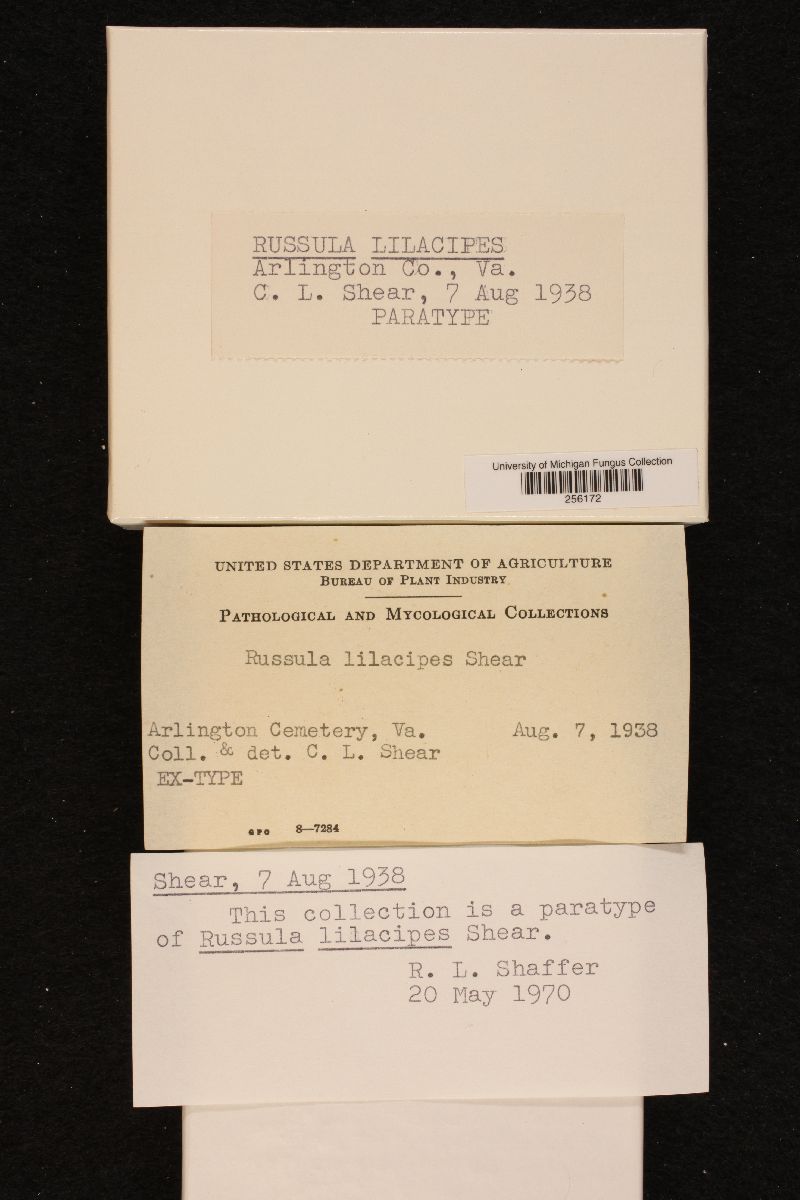 RUSSULA LILACIPES
Arlington Co., Va.
C. L. Shear, 7 Aug 1938
PARATYPE
University of Michigan Fungus Collection
256172
UNITED STATES DEPARTMENT OF AGRICULTURE
BUREAU OF PLANT INDUSTRY
PATHOLOGICAL AND MYCOLOGICAL COLLECTIONS
Russula lilacipes Shear
Arlington Cemetery, Va. Aug. 7, 1938
Coll. & det. C. L. Shear
EX-TYPE
GPO 8—7284
Shear, 7 Aug 1938
This collection is a paratype
of Russula lilacipes Shear.
R. L. Shaffer
20 May 1970